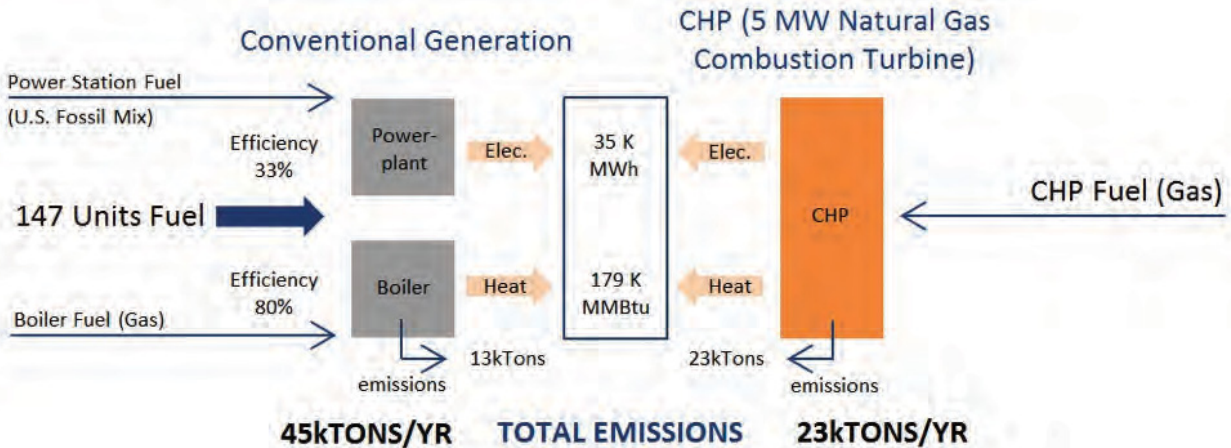 Conventional Generation
CHP (5 MW Natural Gas
Combustion Turbine)
Power Station Fuel
(U.S. Fossil Mix)
Efficiency
33%
Power-
plant
Elec.
35 K
MWh
Elec.
147 Units Fuel
CHP
CHP Fuel (Gas)
Efficiency
80%
Boiler
Heat
179 K
MMBtu
Heat
Boiler Fuel (Gas)
13kTons
23kTons
emissions
emissions
45kTONS/YR
TOTAL EMISSIONS
23kTONS/YR